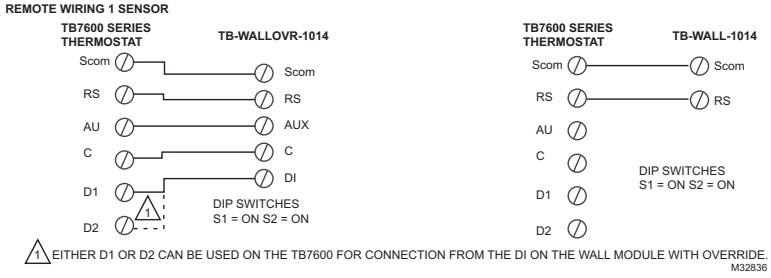 REMOTE WIRING 1 SENSOR
TB7600 SERIES
THERMOSTAT
TB-WALLOVR-1014
Scom
Scom
RS
RS
AU
AUX
C
C
D1
DI
D2
1
DIP SWITCHES
S1 = ON S2 = ON
TB7600 SERIES
THERMOSTAT
TB-WALL-1014
Scom
Scom
RS
RS
AU
C
D1
D2
DIP SWITCHES
S1 = ON S2 = ON
1 EITHER D1 OR D2 CAN BE USED ON THE TB7600 FOR CONNECTION FROM THE DI ON THE WALL MODULE WITH OVERRIDE.
M32836